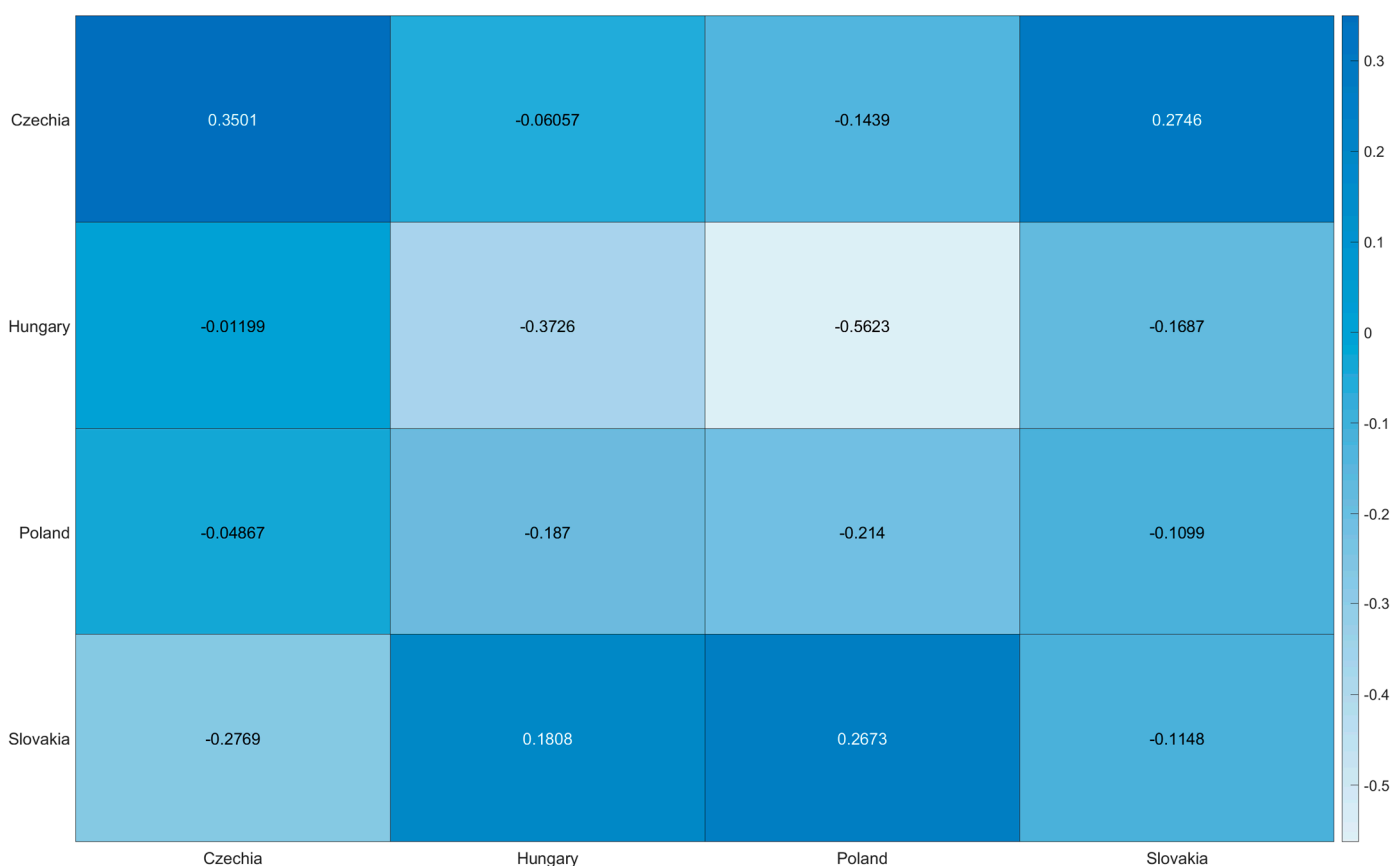 0.3
Czechia 0.3501 -0.06057 -0.1439 0.2746
0.2
0.1
Hungary -0.01199 -0.3726 -0.5623 -0.1687
0
-0.1
-0.2
Poland -0.04867 -0.187 -0.214 -0.1099
-0.3
-0.4
Slovakia -0.2769 0.1808 0.2673 -0.1148
-0.5
Czechia Hungary Poland Slovakia